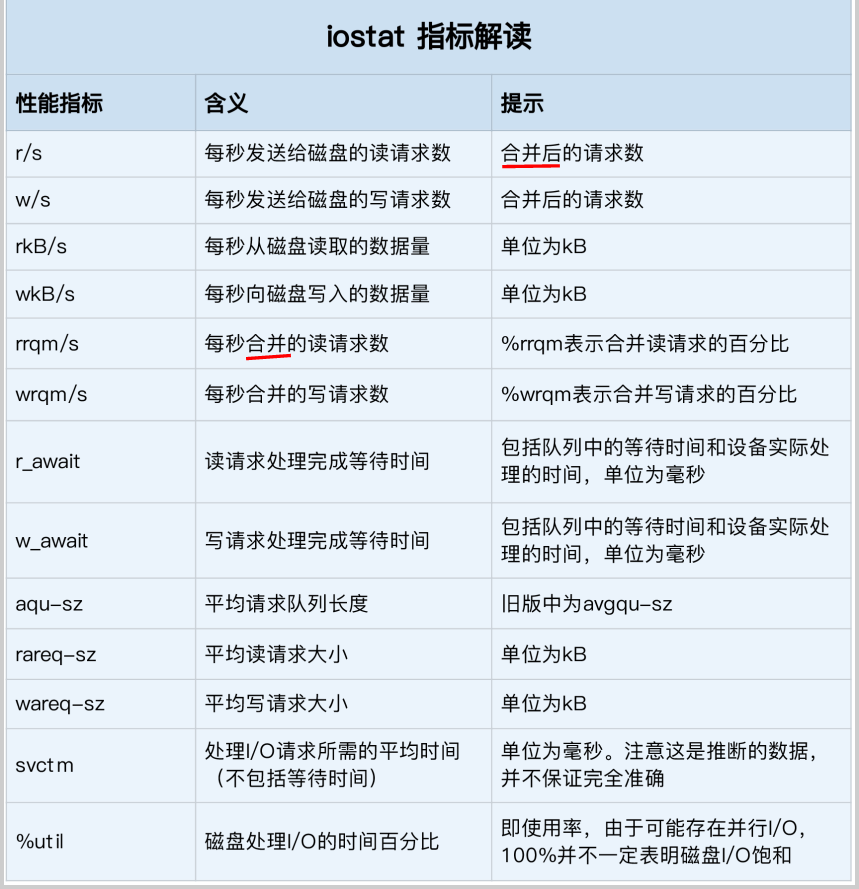 iostat 指标解读
性能指标 含义 提示
r/s 每秒发送给磁盘的读请求数 合并后的请求数
w/s 每秒发送给磁盘的写请求数 合并后的请求数
rkB/s 每秒从磁盘读取的数据量 单位为kB
wkB/s 每秒向磁盘写入的数据量 单位为kB
rrqm/s 每秒合并的读请求数 %rrqm表示合并读请求的百分比
wrqm/s 每秒合并的写请求数 %wrqm表示合并写请求的百分比
r_await 读请求处理完成等待时间 包括队列中的等待时间和设备实际处
理的时间，单位为毫秒
w_await 写请求处理完成等待时间 包括队列中的等待时间和设备实际处
理的时间，单位为毫秒
aqu-sz 平均请求队列长度 旧版中为avgqu-sz
rareq-sz 平均读请求大小 单位为kB
wareq-sz 平均写请求大小 单位为kB
svctm 处理I/O请求所需的平均时间
（不包括等待时间） 单位为毫秒。注意这是推断的数据，
并不保证完全准确
%util 磁盘处理I/O的时间百分比 即使用率，由于可能存在并行I/O，
100%并不一定表明磁盘I/O饱和